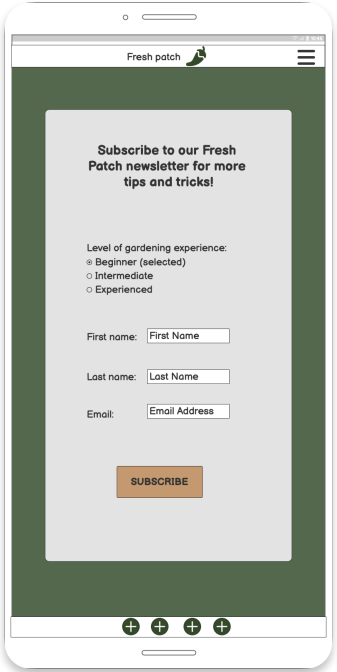 Fresh patch
Subscribe to our Fresh
Patch newsletter for more
tips and tricks!
Level of gardening experience:
Beginner (selected)
Intermediate
Experienced
First name: First Name
Last name: Last Name
Email: Email Address
SUBSCRIBE